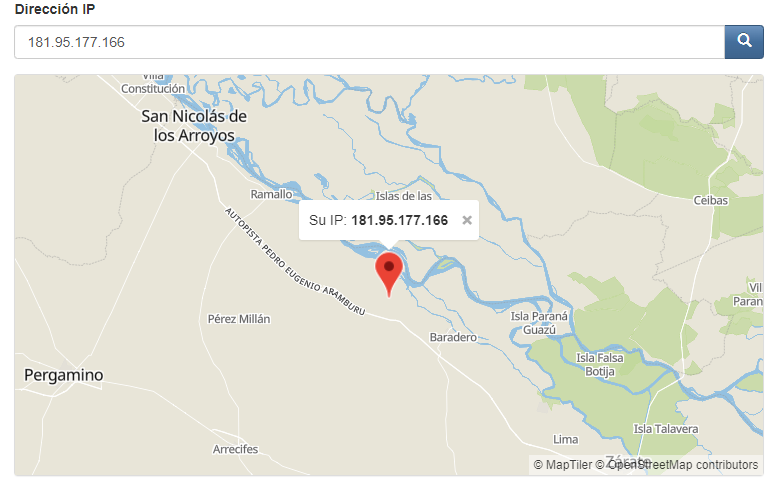 Dirección IP
181.95.177.166
Villa
Constitución
San Nicolás de
los Arroyos
Ramallo
Islas de las
Ceibas
Su IP: 181.95.177.166 ×
AUTOPISTA PEDRO EUGENIO ARAMBURU
Vil
Paran
Isla Paraná
Guazú
Pérez Millán
Baradero
Isla Falsa
Botija
Pergamino
Isla Talavera
Lima
Arrecifes
Zárate
© MapTiler © OpenStreetMap contributors